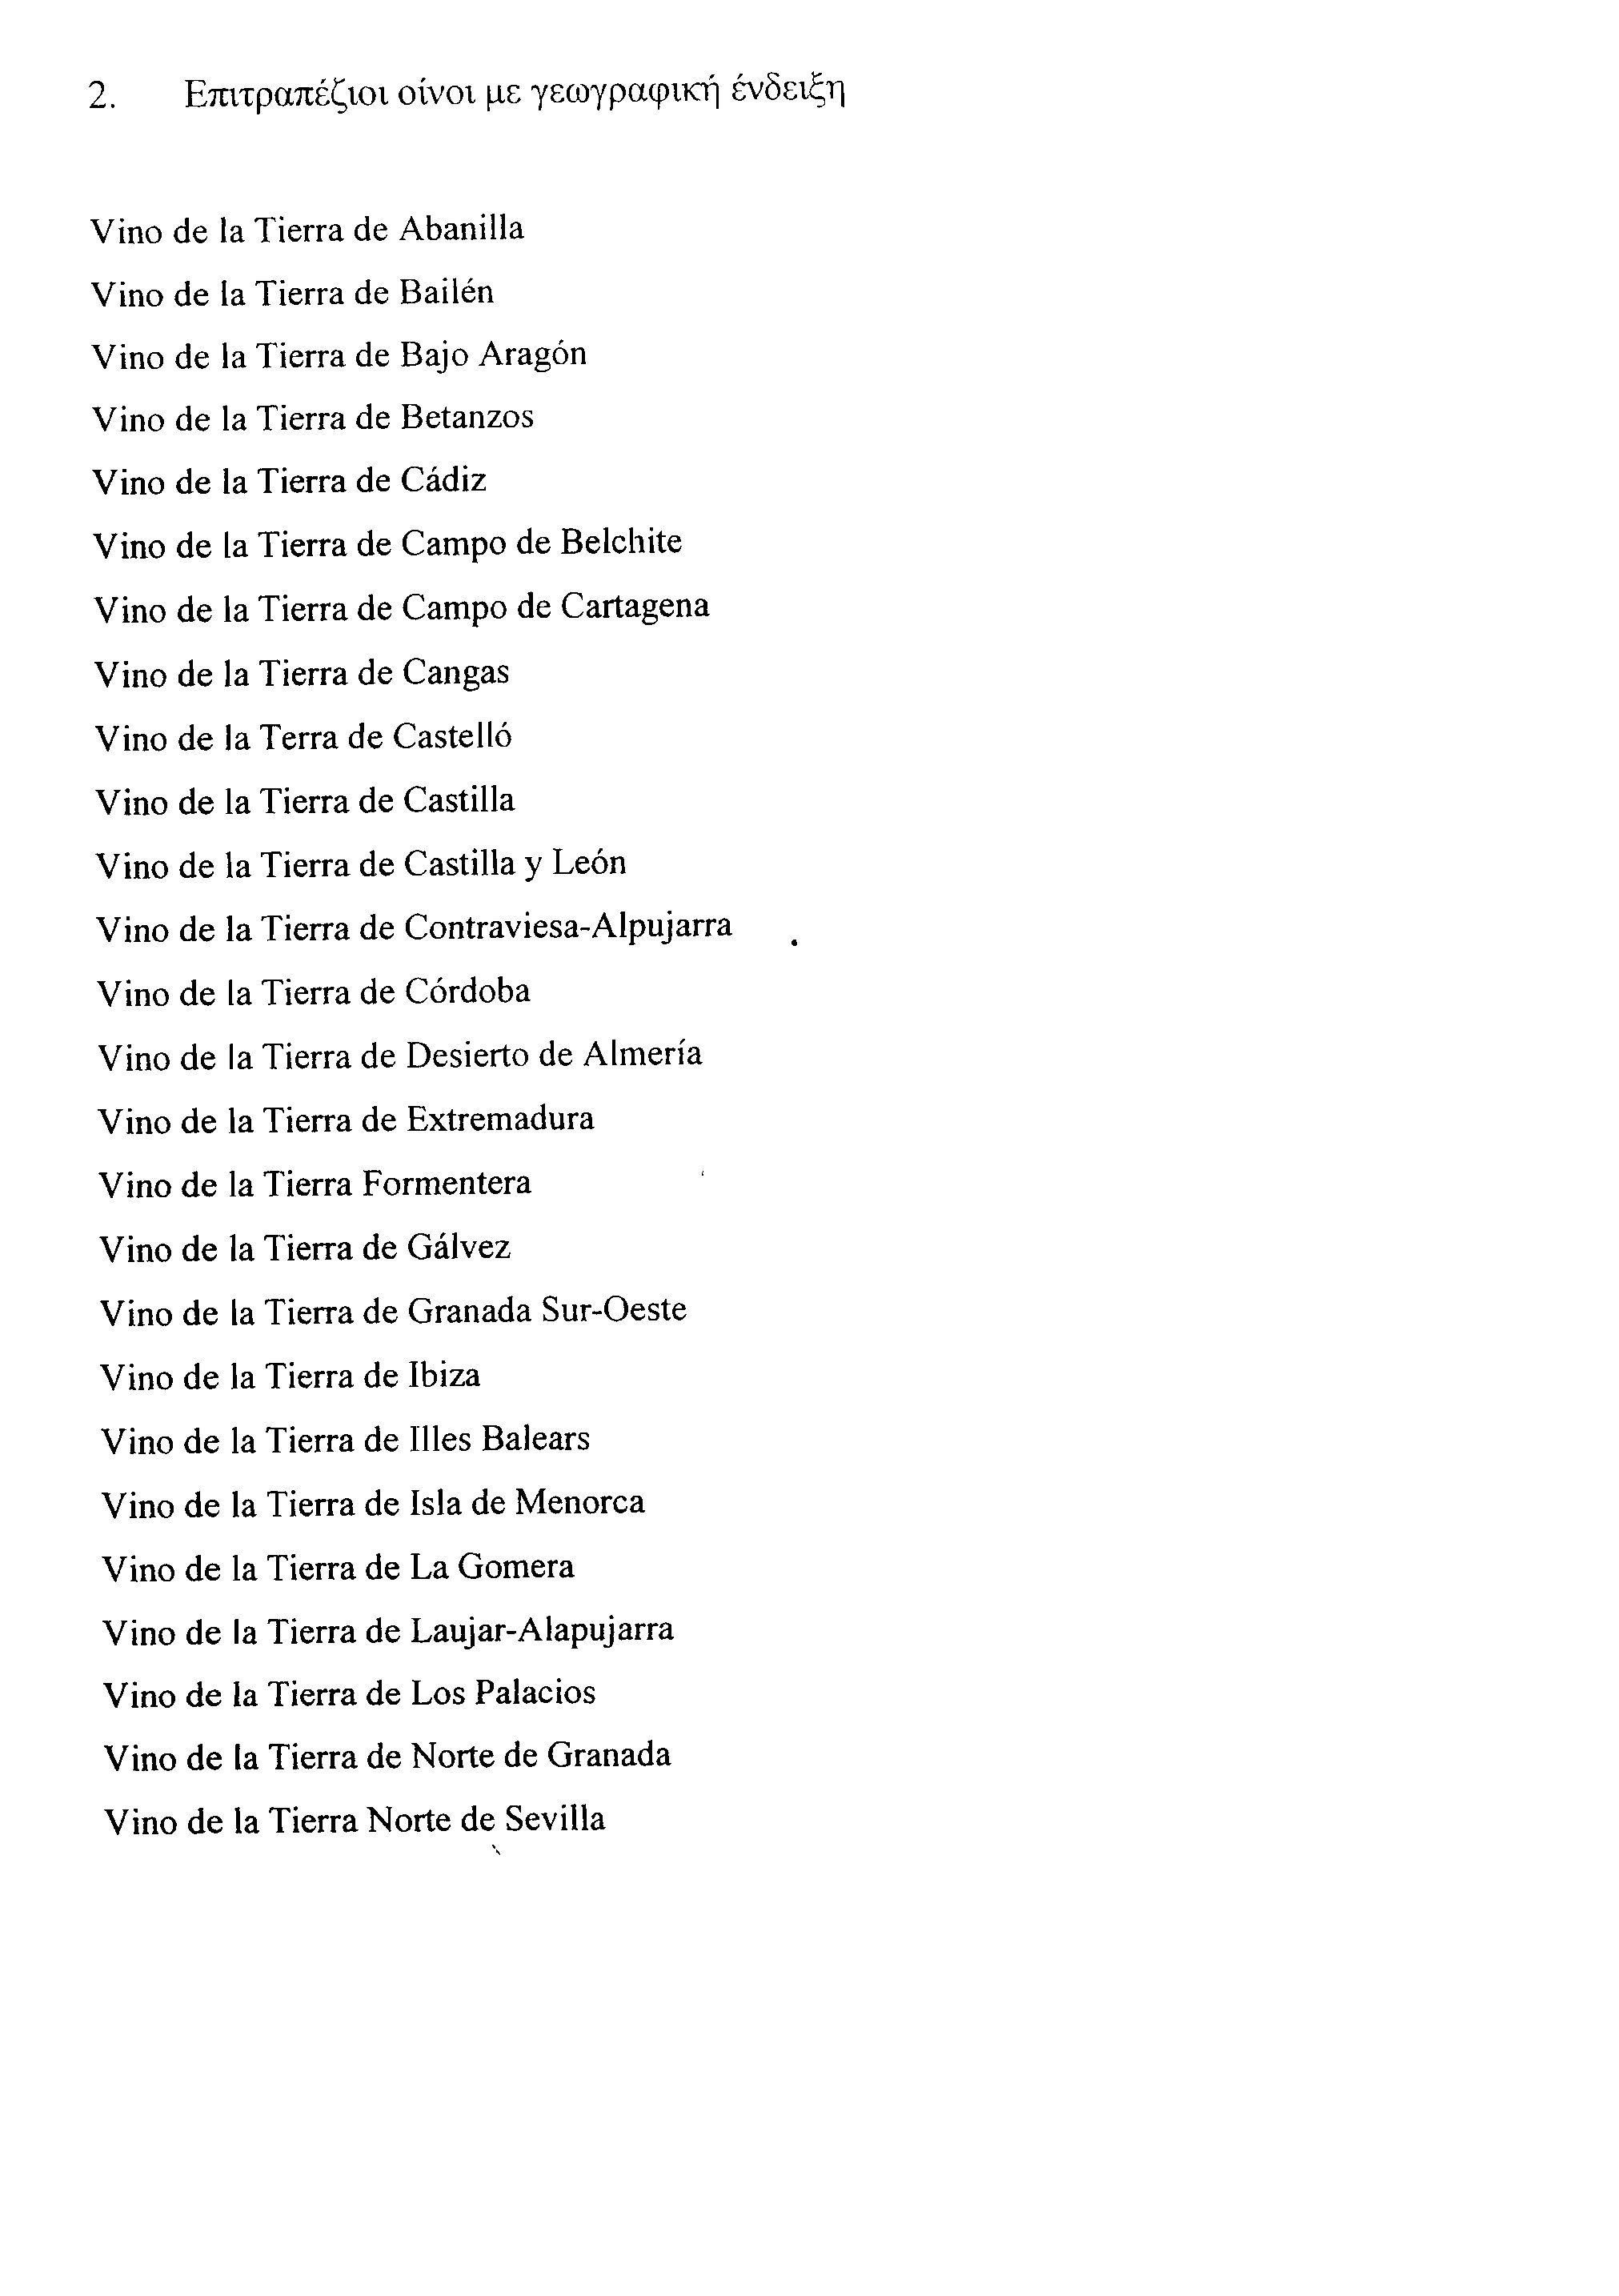 2. Επιτραπέζιοι οίνοι με γεωγραφική ένδειξη
Vino de la Tierra de Abanilla
Vino de la Tierra de Bailén
Vino de la Tierra de Bajo Aragón
Vino de la Tierra de Betanzos
Vino de la Tierra de Cádiz
Vino de la Tierra de Campo de Belchite
Vino de la Tierra de Campo de Cartagena
Vino de la Tierra de Cangas
Vino de la Terra de Castelló
Vino de la Tierra de Castilla
Vino de la Tierra de Castilla y León
Vino de la Tierra de Contraviesa-Alpujarra
Vino de la Tierra de Córdoba
Vino de la Tierra de Desierto de Almería
Vino de la Tierra de Extremadura
Vino de la Tierra Formentera
Vino de la Tierra de Gálvez
Vino de la Tierra de Granada Sur-Oeste
Vino de la Tierra de Ibiza
Vino de la Tierra de Illes Balears
Vino de la Tierra de Isla de Menorca
Vino de la Tierra de La Gomera
Vino de la Tierra de Laujar-Alapujarra
Vino de la Tierra de Los Palacios
Vino de la Tierra de Norte de Granada
Vino de la Tierra Norte de Sevilla